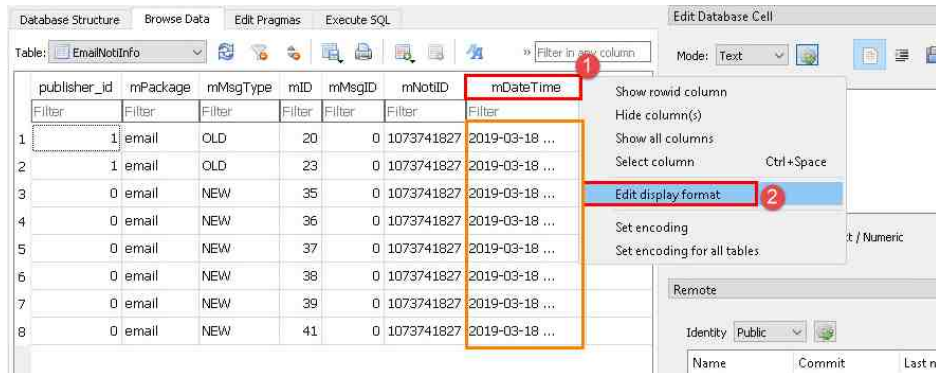 Database Structure Browse Data Edit Pragmas Execute SQL
Edit Database Cell
Table: EmailNotiInfo » Filter in any column
Mode: Text
1
publisher_id mPackage mMsgType mID mMsgID mNotiID mDateTime
Filter Filter Filter Filter Filter Filter Filter
1 1 email OLD 20 0 1073741827 2019-03-18 ...
2 1 email OLD 23 0 1073741827 2019-03-18 ...
3 0 email NEW 35 0 1073741827 2019-03-18 ...
4 0 email NEW 36 0 1073741827 2019-03-18 ...
5 0 email NEW 37 0 1073741827 2019-03-18 ...
6 0 email NEW 38 0 1073741827 2019-03-18 ...
7 0 email NEW 39 0 1073741827 2019-03-18 ...
8 0 email NEW 41 0 1073741827 2019-03-18 ...
Show rowid column
Hide column(s)
Show all columns
Select column Ctrl+Space
Edit display format 2
Set encoding
Set encoding for all tables
/ Numeric
Remote
Identity Public
Name Commit